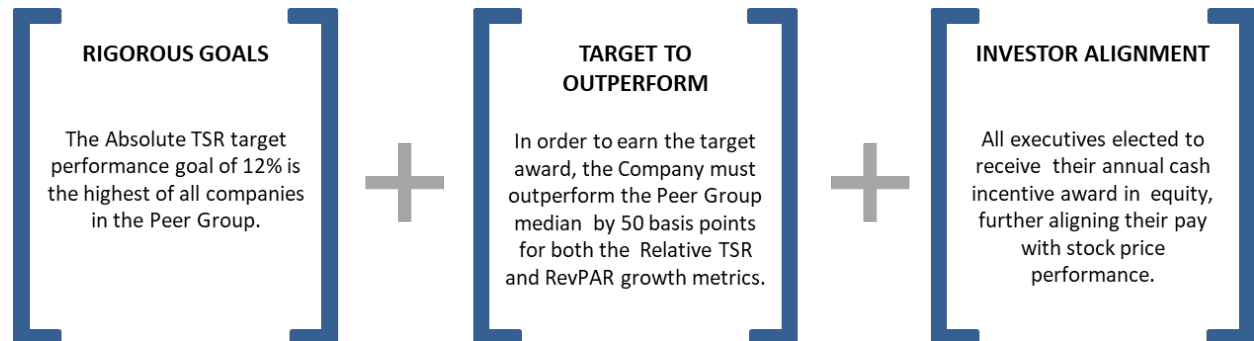 RIGOROUS GOALS
The Absolute TSR target
performance goal of 12% is
the highest of all companies
in the Peer Group.
TARGET TO
OUTPERFORM
In order to earn the target
award, the Company must
outperform the Peer Group
median by 50 basis points
for both the Relative TSR
and RevPAR growth metrics.
INVESTOR ALIGNMENT
All executives elected to
receive their annual cash
incentive award in equity,
further aligning their pay
with stock price
performance.